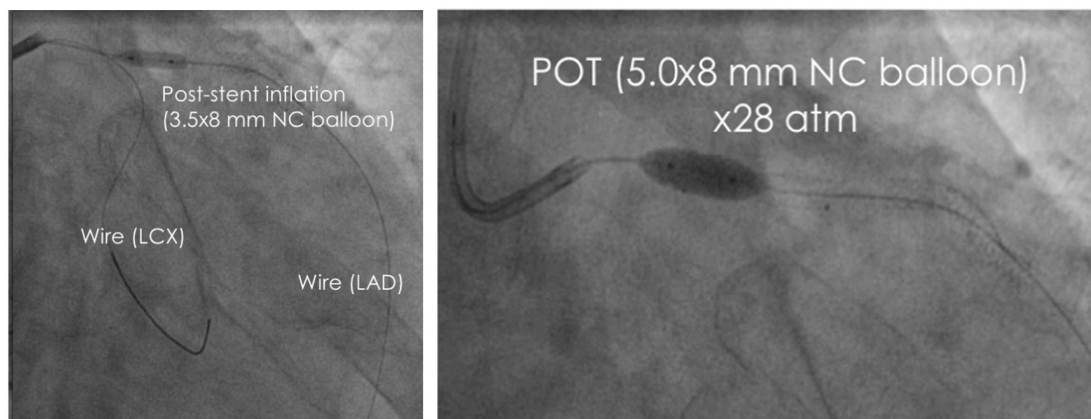 Post-stent inflation
(3.5x8 mm NC balloon)
Wire (LCX)
Wire (LAD)
POT (5.0x8 mm NC balloon)
x28 atm